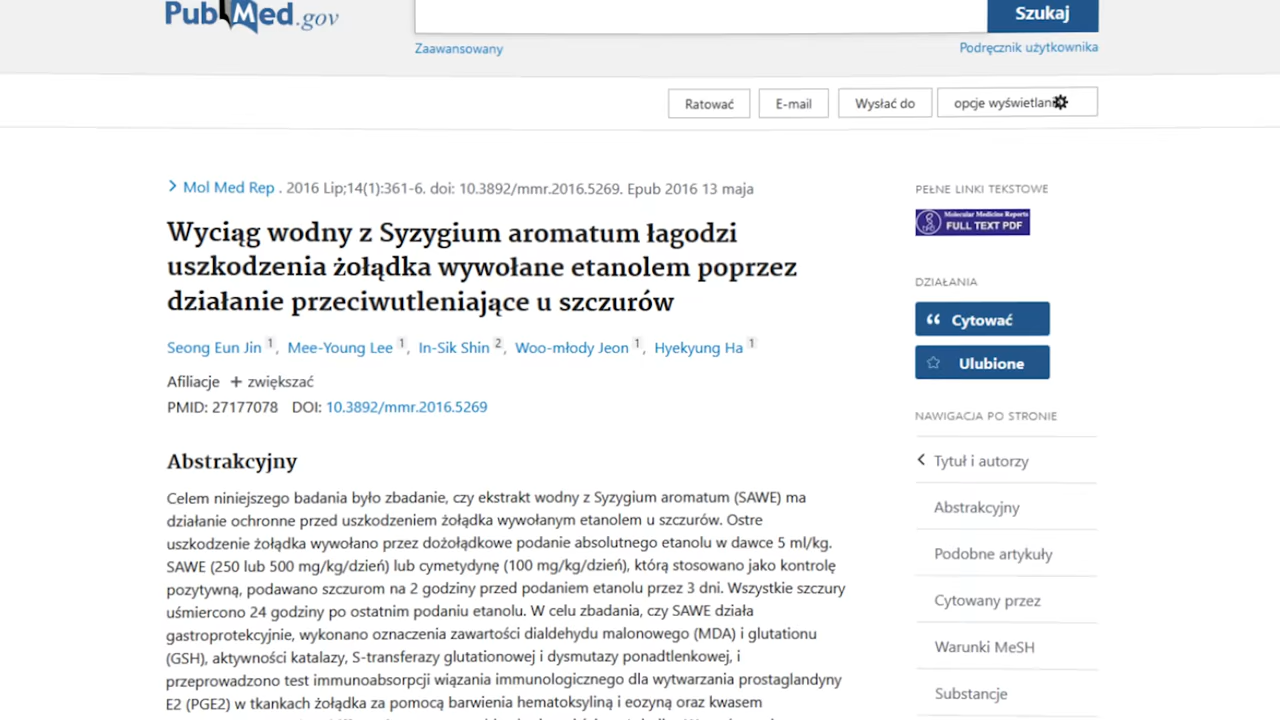 PubMed.gov
Szukaj
Zaawansowany
Podręcznik użytkownika
Ratować
E-mail
Wysłać do
opcje wyświetlani
Mol Med Rep . 2016 Lip;14(1):361-6. doi: 10.3892/mmr.2016.5269. Epub 2016 13 maja
Wyciąg wodny z Syzygium aromatum łagodzi
uszkodzenia żołądka wywołane etanolem poprzez
działanie przeciwutleniające u szczurów
Seong Eun Jin 1, Mee-Young Lee 1, In-Sik Shin 2, Woo-młody Jeon 1, Hyekyung Ha 1
Afiliacje + zwiększać
PMID: 27177078 DOI: 10.3892/mmr.2016.5269
Abstrakcyjny
Celem niniejszego badania było zbadanie, czy ekstrakt wodny z Syzygium aromatum (SAWE) ma
działanie ochronne przed uszkodzeniem żołądka wywołanym etanolem u szczurów. Ostre
uszkodzenie żołądka wywołano przez dożołądkowe podanie absolutnego etanolu w dawce 5 ml/kg.
SAWE (250 lub 500 mg/kg/dzień) lub cymetydynę (100 mg/kg/dzień), którą stosowano jako kontrolę
pozytywną, podawano szczurom na 2 godziny przed podaniem etanolu przez 3 dni. Wszystkie szczury
uśmiercono 24 godziny po ostatnim podaniu etanolu. W celu zbadania, czy SAWE działa
gastroprotekcyjnie, wykonano oznaczenia zawartości dialdehydu malonowego (MDA) i glutationu
(GSH), aktywności katalazy, S-transferazy glutationowej i dysmutazy ponadtlenkowej, i
przeprowadzono test immunoabsorpcji wiązania immunologicznego dla wytwarzania prostaglandyny
E2 (PGE2) w tkankach żołądka za pomocą barwienia hematoksyliną i eozyną oraz kwasem
PEŁNE LINKI TEKSTOWE
Molecular Medicine Reports
FULL TEXT PDF
DZIAŁANIA
Cytować
Ulubione
NAWIGACJA PO STRONIE
Tytuł i autorzy
Abstrakcyjny
Podobne artykuły
Cytowany przez
Warunki MeSH
Substancje